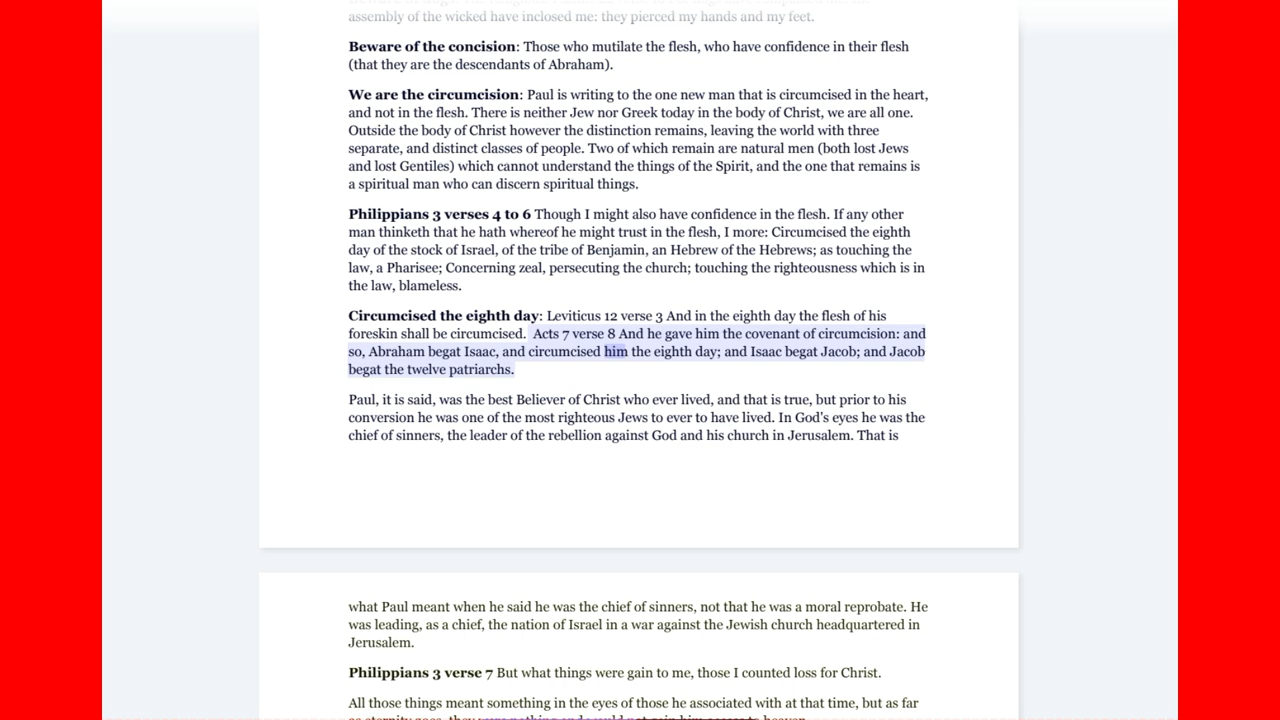 assembly of the wicked have inclosed me: they pierced my hands and my feet.
Beware of the concision: Those who mutilate the flesh, who have confidence in their flesh
(that they are the descendants of Abraham).
We are the circumcision: Paul is writing to the one new man that is circumcised in the heart,
and not in the flesh. There is neither Jew nor Greek today in the body of Christ, we are all one.
Outside the body of Christ however the distinction remains, leaving the world with three
separate, and distinct classes of people. Two of which remain are natural men (both lost Jews
and lost Gentiles) which cannot understand the things of the Spirit, and the one that remains is
a spiritual man who can discern spiritual things.
Philippians 3 verses 4 to 6 Though I might also have confidence in the flesh. If any other
man thinketh that he hath whereof he might trust in the flesh, I more: Circumcised the eighth
day of the stock of Israel, of the tribe of Benjamin, an Hebrew of the Hebrews; as touching the
law, a Pharisee; Concerning zeal, persecuting the church; touching the righteousness which is in
the law, blameless.
Circumcised the eighth day: Leviticus 12 verse 3 And in the eighth day the flesh of his
foreskin shall be circumcised.  Acts 7 verse 8 And he gave him the covenant of circumcision: and
so, Abraham begat Isaac, and circumcised him the eighth day; and Isaac begat Jacob; and Jacob
begat the twelve patriarchs.
Paul, it is said, was the best Believer of Christ who ever lived, and that is true, but prior to his
conversion he was one of the most righteous Jews to ever to have lived. In God's eyes he was the
chief of sinners, the leader of the rebellion against God and his church in Jerusalem. That is
what Paul meant when he said he was the chief of sinners, not that he was a moral reprobate. He
was leading, as a chief, the nation of Israel in a war against the Jewish church headquartered in
Jerusalem.
Philippians 3 verse 7 But what things were gain to me, those I counted loss for Christ.
All those things meant something in the eyes of those he associated with at that time, but as far